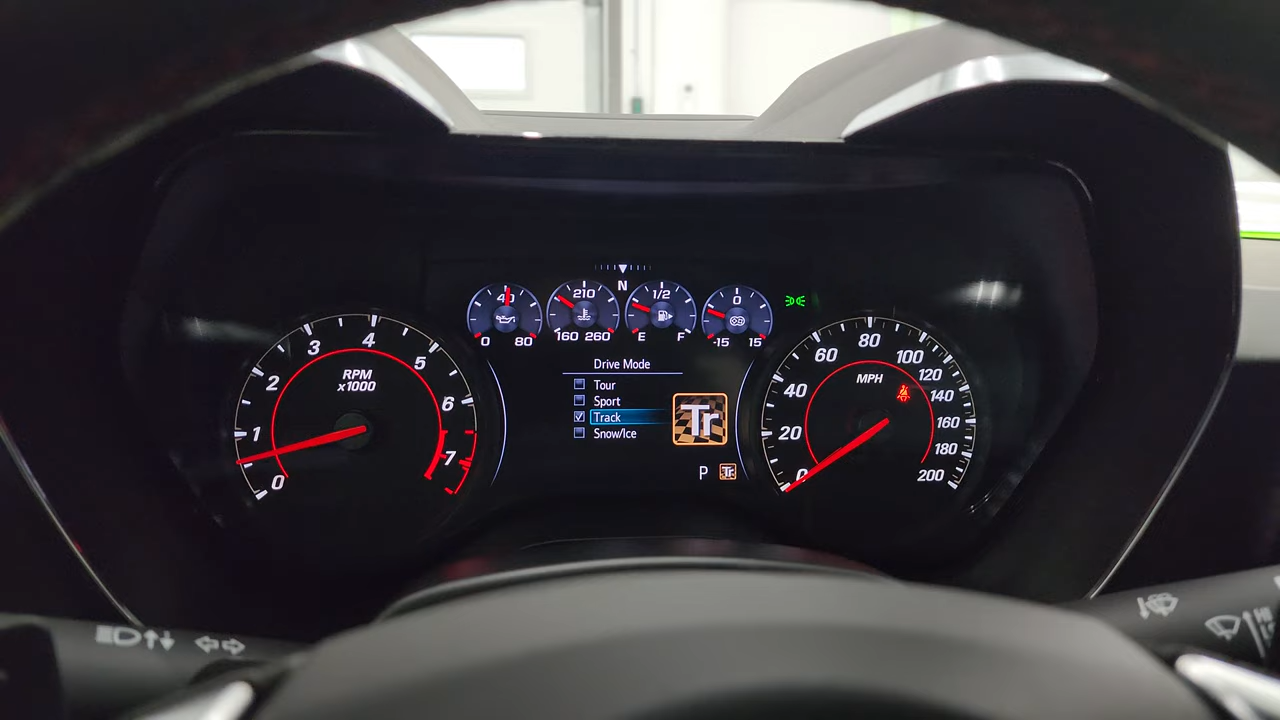 N
40
0 80
210
160 260
1/2
E F
0
-15 15
Drive Mode
Tour
Sport
Track
Snow/Ice
Tr
P Tr
RPM
x1000
0
1
2
3
4
5
6
7
MPH
0
20
40
60
80
100
120
140
160
180
200